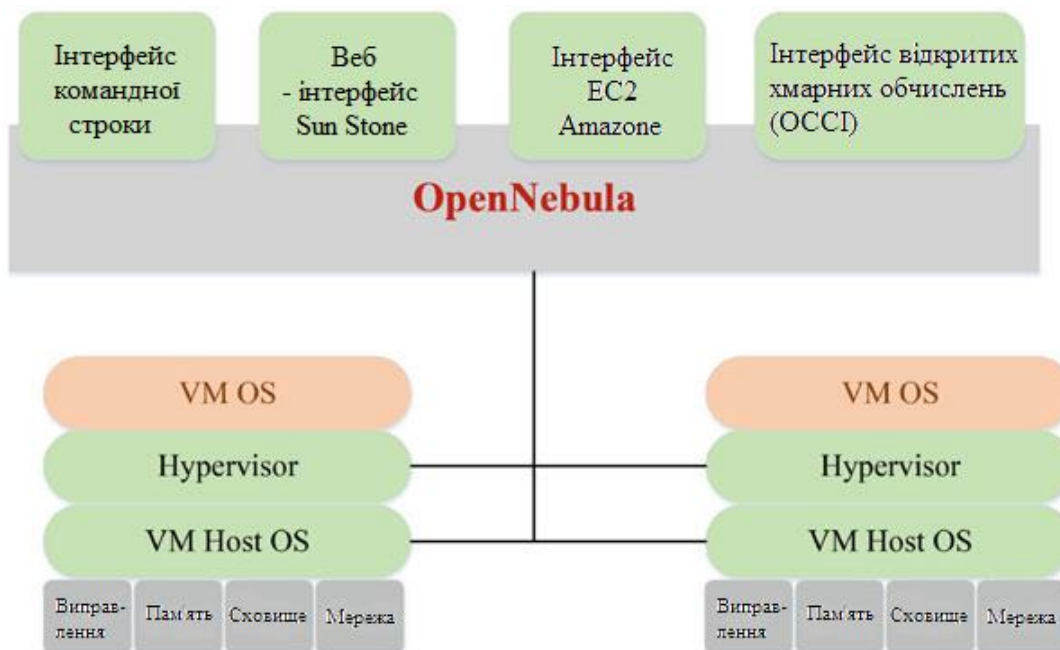 Інтерфейс
командної
строки
Веб
- інтерфейс
Sun Stone
Інтерфейс
EC2
Amazone
Інтерфейс відкритих
хмарних обчислень
(OCCI)
OpenNebula
VM OS
Hypervisor
VM Host OS
Виправ-
лення
Пам'ять
Сховище
Мережа
VM OS
Hypervisor
VM Host OS
Виправ-
лення
Пам'ять
Сховище
Мережа